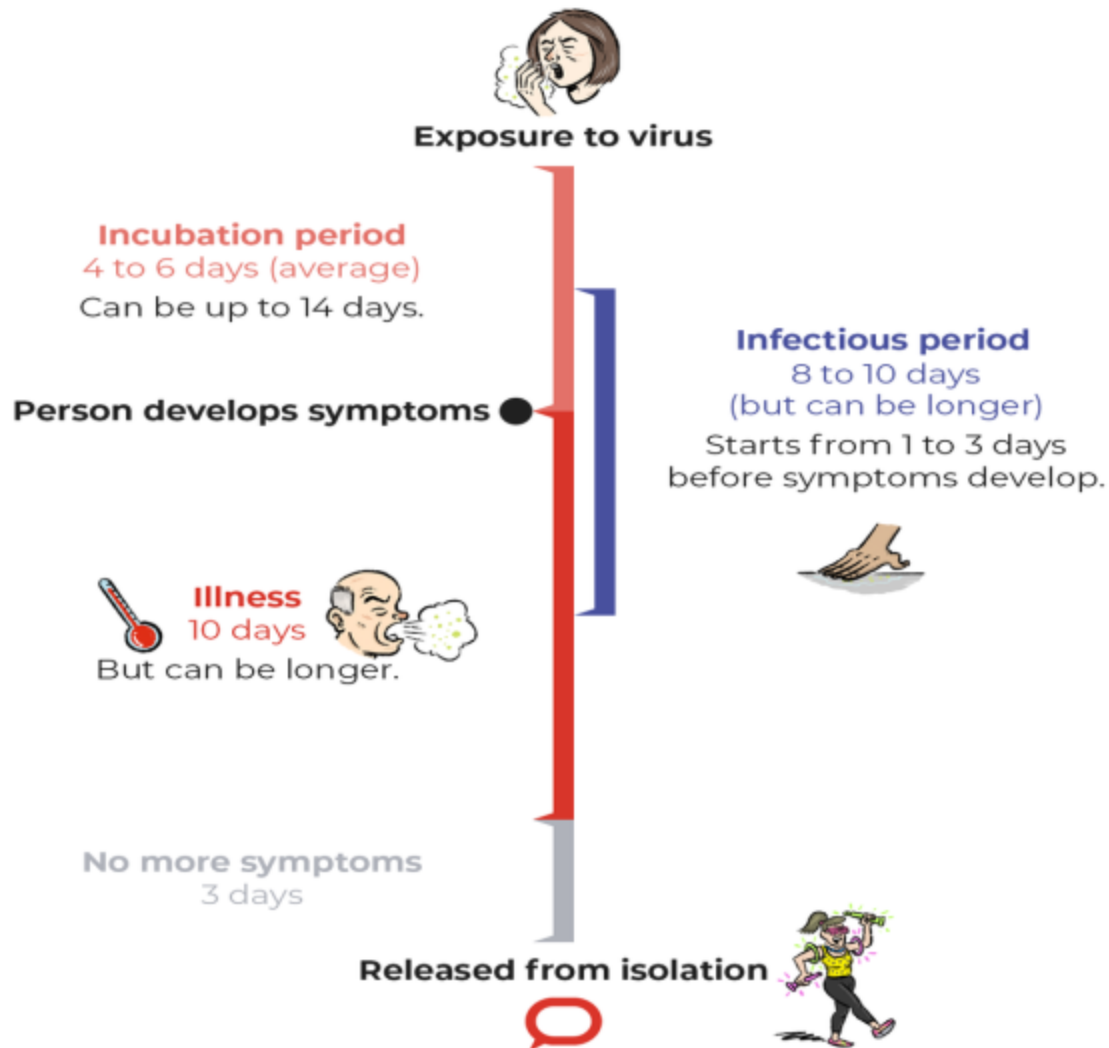 Exposure to virus
Incubation period
4 to 6 days (average)
Can be up to 14 days.
Infectious period
8 to 10 days
(but can be longer)
Starts from 1 to 3 days
before symptoms develop.
Person develops symptoms
Illness
10 days
But can be longer.
No more symptoms
3 days
Released from isolation